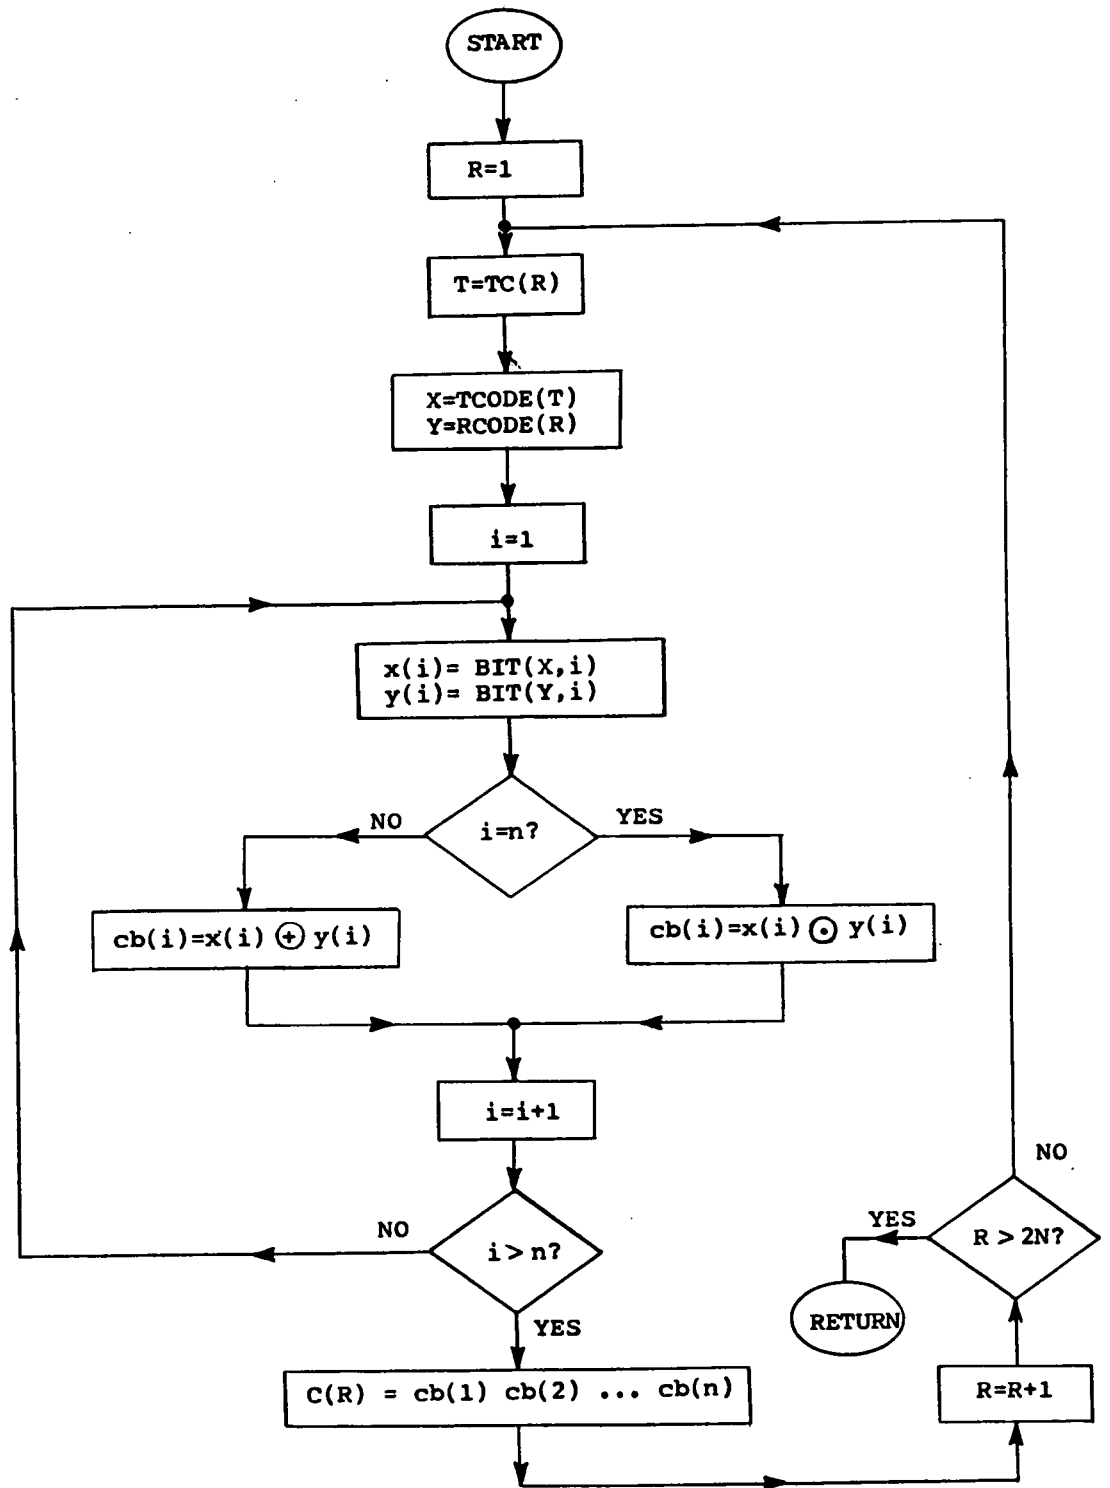 START
R=1
T=TC(R)
X=TCODE(T)
Y=RCODE(R)
i=1
x(i)= BIT(X,i)
y(i)= BIT(Y,i)
NO
i=n?
YES
cb(i)=x(i) ⊕ y(i)
cb(i)=x(i) ⊙ y(i)
i=i+1
NO
i > n?
YES
NO
YES
R > 2N?
RETURN
C(R) = cb(1) cb(2) ... cb(n)
R=R+1